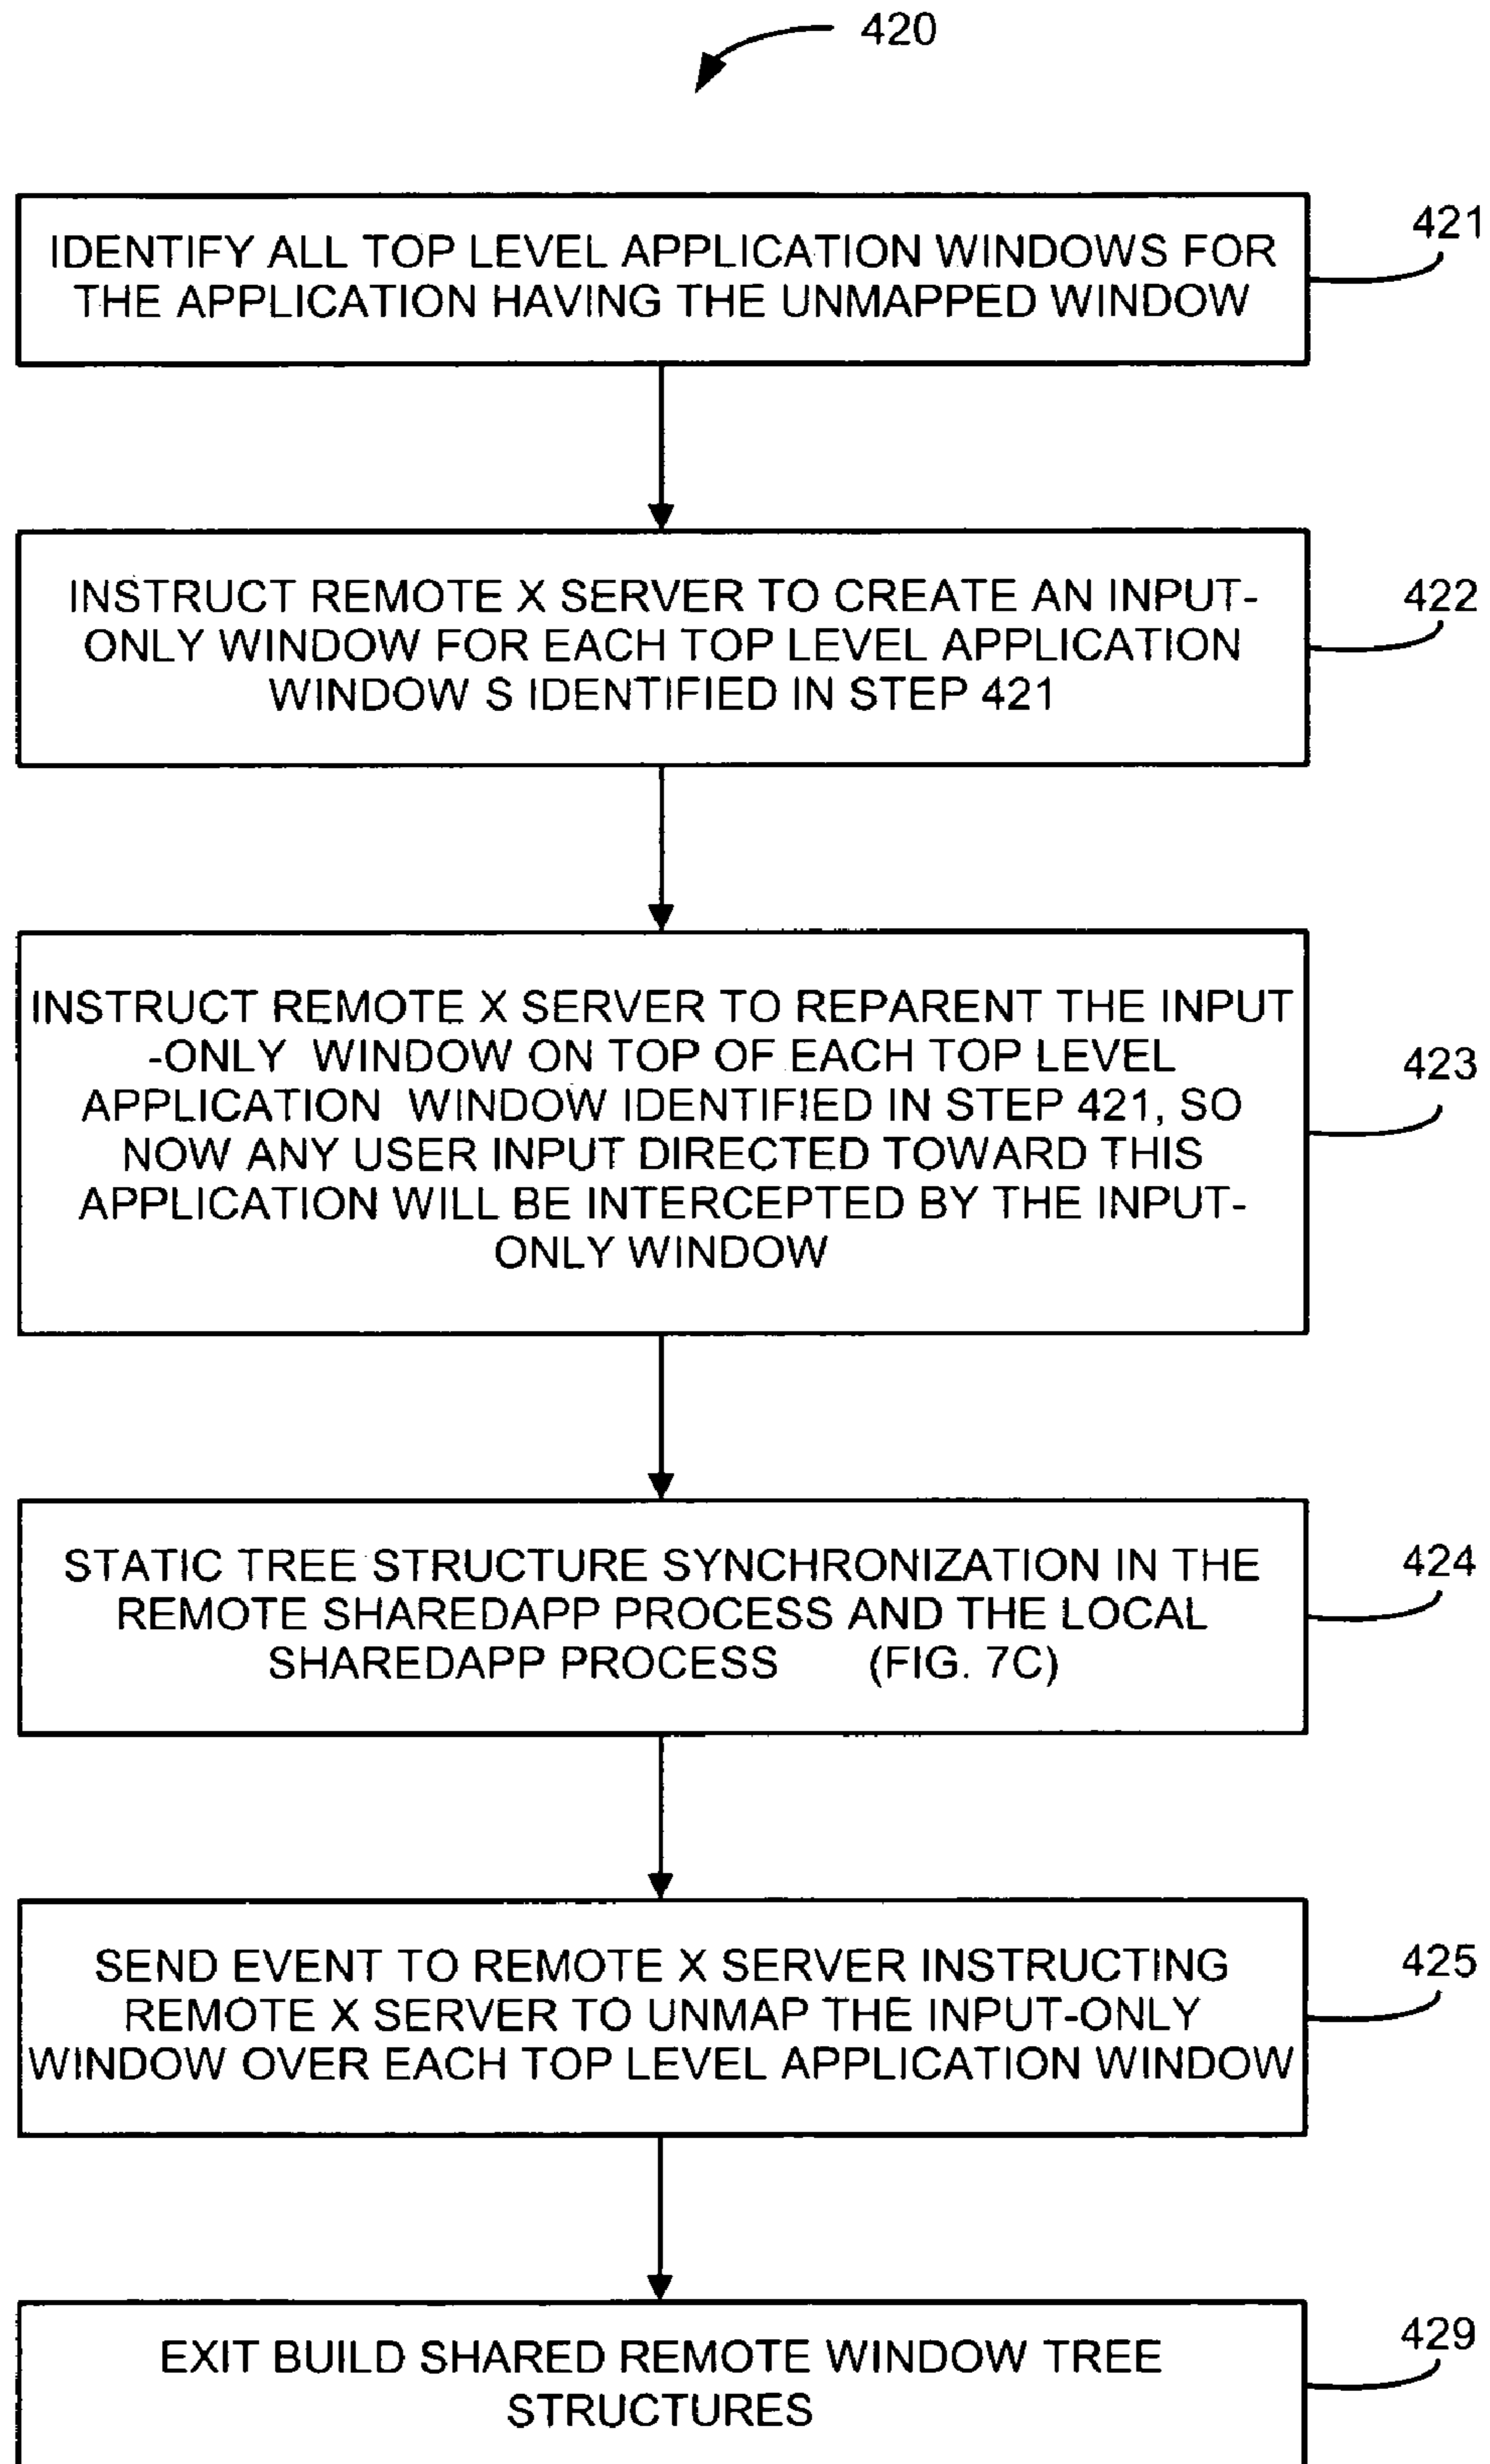 420
IDENTIFY ALL TOP LEVEL APPLICATION WINDOWS FOR
THE APPLICATION HAVING THE UNMAPPED WINDOW
421
INSTRUCT REMOTE X SERVER TO CREATE AN INPUT-
ONLY WINDOW FOR EACH TOP LEVEL APPLICATION
WINDOW S IDENTIFIED IN STEP 421
422
INSTRUCT REMOTE X SERVER TO REPARENT THE INPUT
-ONLY WINDOW ON TOP OF EACH TOP LEVEL
APPLICATION WINDOW IDENTIFIED IN STEP 421, SO
NOW ANY USER INPUT DIRECTED TOWARD THIS
APPLICATION WILL BE INTERCEPTED BY THE INPUT-
ONLY WINDOW
423
STATIC TREE STRUCTURE SYNCHRONIZATION IN THE
REMOTE SHAREDAPP PROCESS AND THE LOCAL
SHAREDAPP PROCESS (FIG. 7C)
424
SEND EVENT TO REMOTE X SERVER INSTRUCTING
REMOTE X SERVER TO UNMAP THE INPUT-ONLY
WINDOW OVER EACH TOP LEVEL APPLICATION WINDOW
425
EXIT BUILD SHARED REMOTE WINDOW TREE
STRUCTURES
429